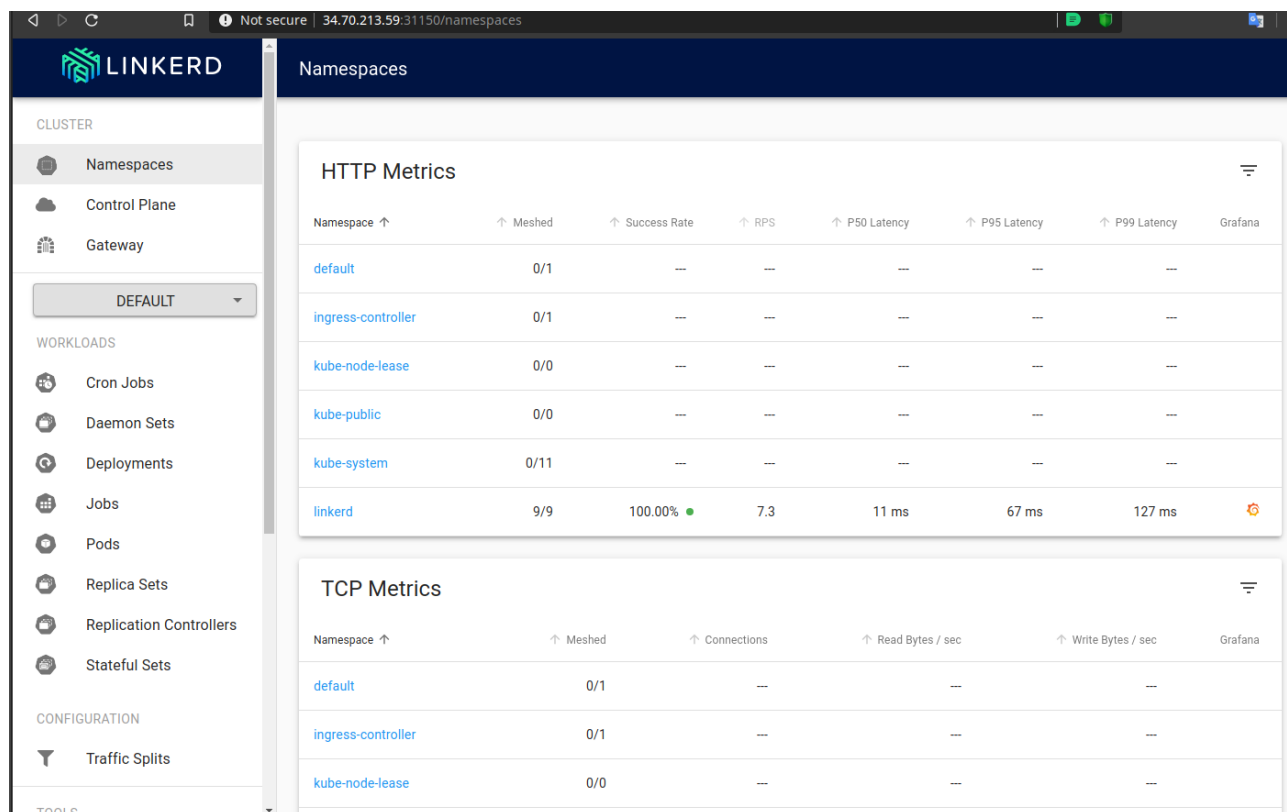 Not secure | 34.70.213.59:31150/namespaces
LINKERD
Namespaces
CLUSTER
Namespaces
Control Plane
Gateway
DEFAULT
WORKLOADS
Cron Jobs
Daemon Sets
Deployments
Jobs
Pods
Replica Sets
Replication Controllers
Stateful Sets
CONFIGURATION
Traffic Splits
TOOLS
HTTP Metrics
Namespace ↑ ↑ Meshed ↑ Success Rate ↑ RPS ↑ P50 Latency ↑ P95 Latency ↑ P99 Latency Grafana
default 0/1 --- --- --- --- ---
ingress-controller 0/1 --- --- --- --- ---
kube-node-lease 0/0 --- --- --- --- ---
kube-public 0/0 --- --- --- --- ---
kube-system 0/11 --- --- --- --- ---
linkerd 9/9 100.00% 7.3 11 ms 67 ms 127 ms
TCP Metrics
Namespace ↑ ↑ Meshed ↑ Connections ↑ Read Bytes / sec ↑ Write Bytes / sec Grafana
default 0/1 --- --- ---
ingress-controller 0/1 --- --- ---
kube-node-lease 0/0 --- --- ---